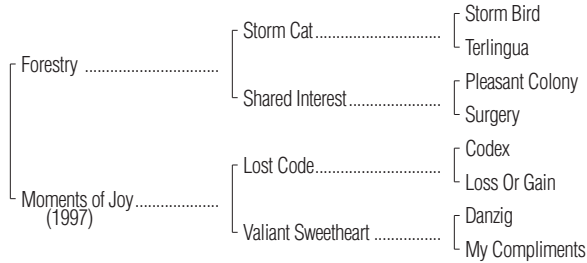 Storm Bird
Storm Cat
Terlingua
Forestry
Pleasant Colony
Shared Interest
Surgery
Codex
Lost Code
Loss Or Gain
Moments of Joy
(1997)
Danzig
Valiant Sweetheart
My Compliments